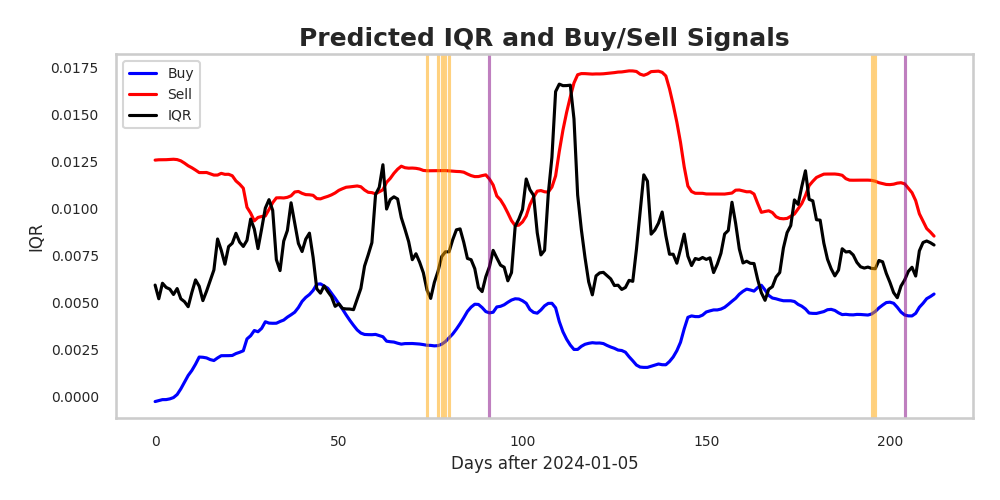 Predicted IQR and Buy/Sell Signals
Buy
Sell
IQR
0.0175
0.0150
0.0125
0.0100
0.0075
0.0050
0.0025
0.0000
IQR
0
50
100
150
200
Days after 2024-01-05